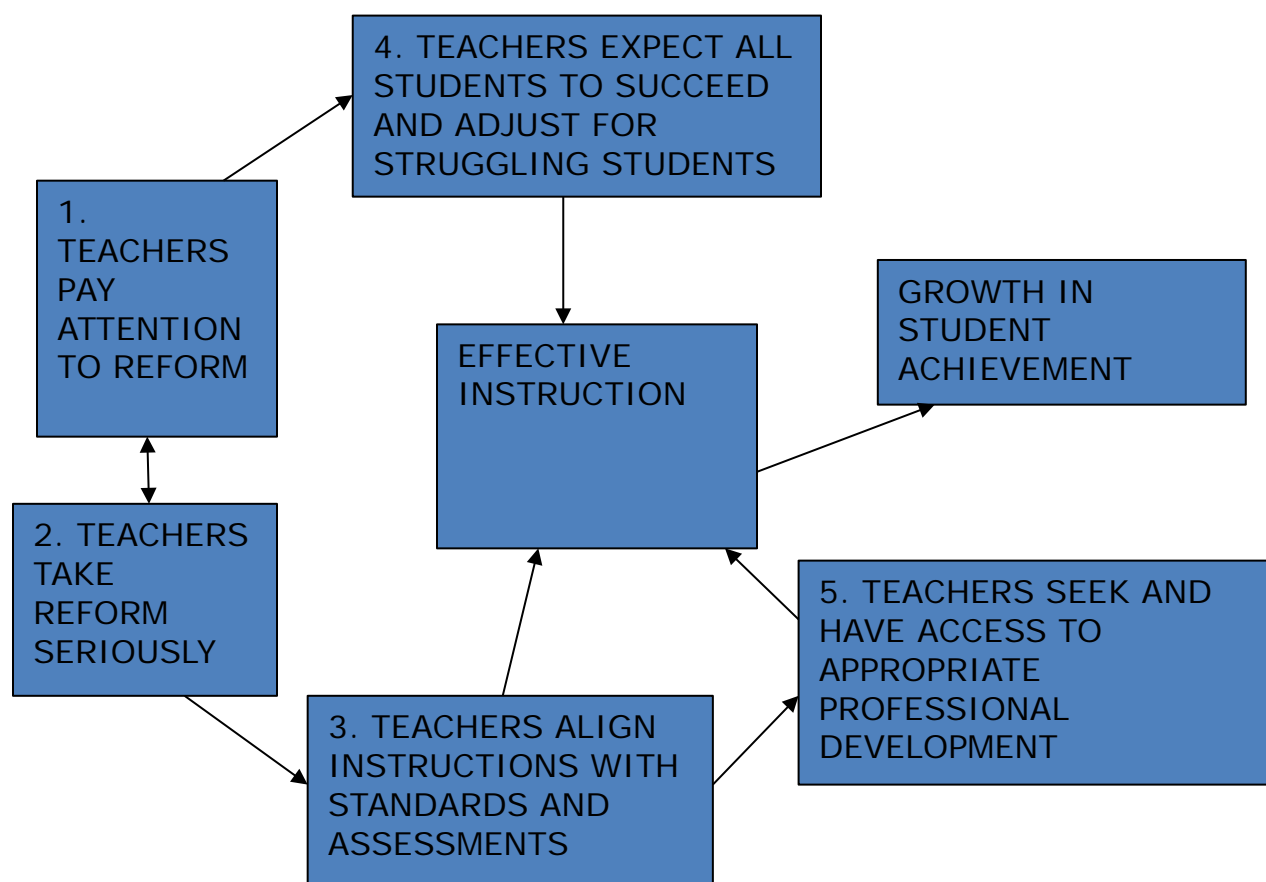 4. TEACHERS EXPECT ALL
STUDENTS TO SUCCEED
AND ADJUST FOR
STRUGGLING STUDENTS
1.
TEACHERS
PAY
ATTENTION
TO REFORM
GROWTH IN
STUDENT
ACHIEVEMENT
EFFECTIVE
INSTRUCTION
2. TEACHERS
TAKE
REFORM
SERIOUSLY
5. TEACHERS SEEK AND
HAVE ACCESS TO
APPROPRIATE
PROFESSIONAL
DEVELOPMENT
3. TEACHERS ALIGN
INSTRUCTIONS WITH
STANDARDS AND
ASSESSMENTS